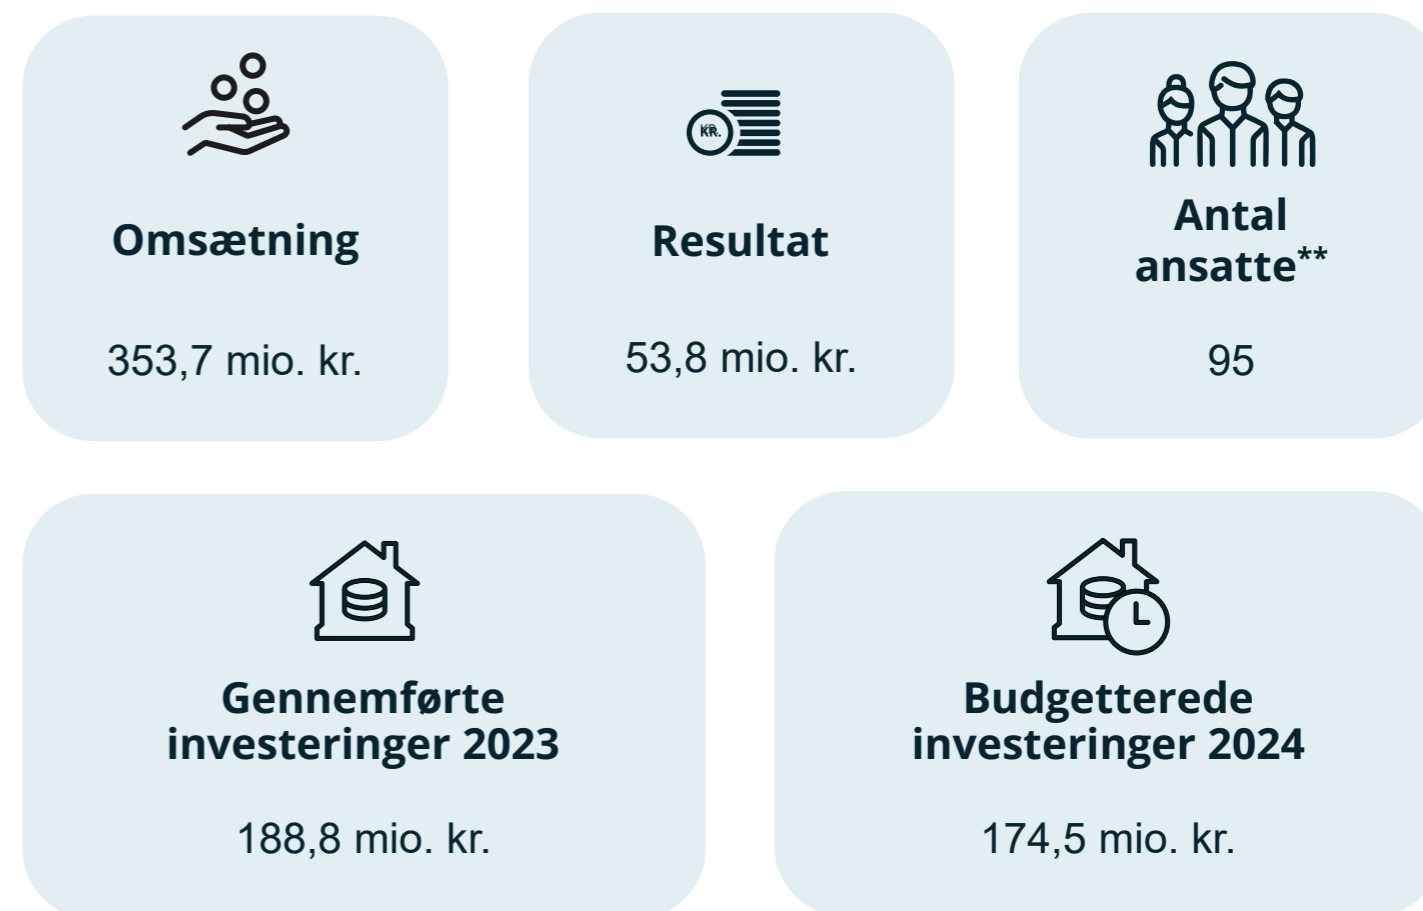 KR.
Omsætning
353,7 mio. kr.
Resultat
53,8 mio. kr.
Antal
ansatte**
95
Gennemførte
investeringer 2023
188,8 mio. kr.
Budgetterede
investeringer 2024
174,5 mio. kr.